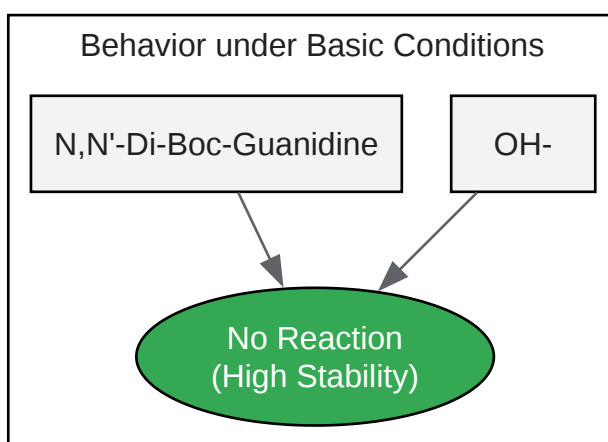 Behavior under Basic Conditions
N,N'-Di-Boc-Guanidine
OH-
No Reaction
(High Stability)